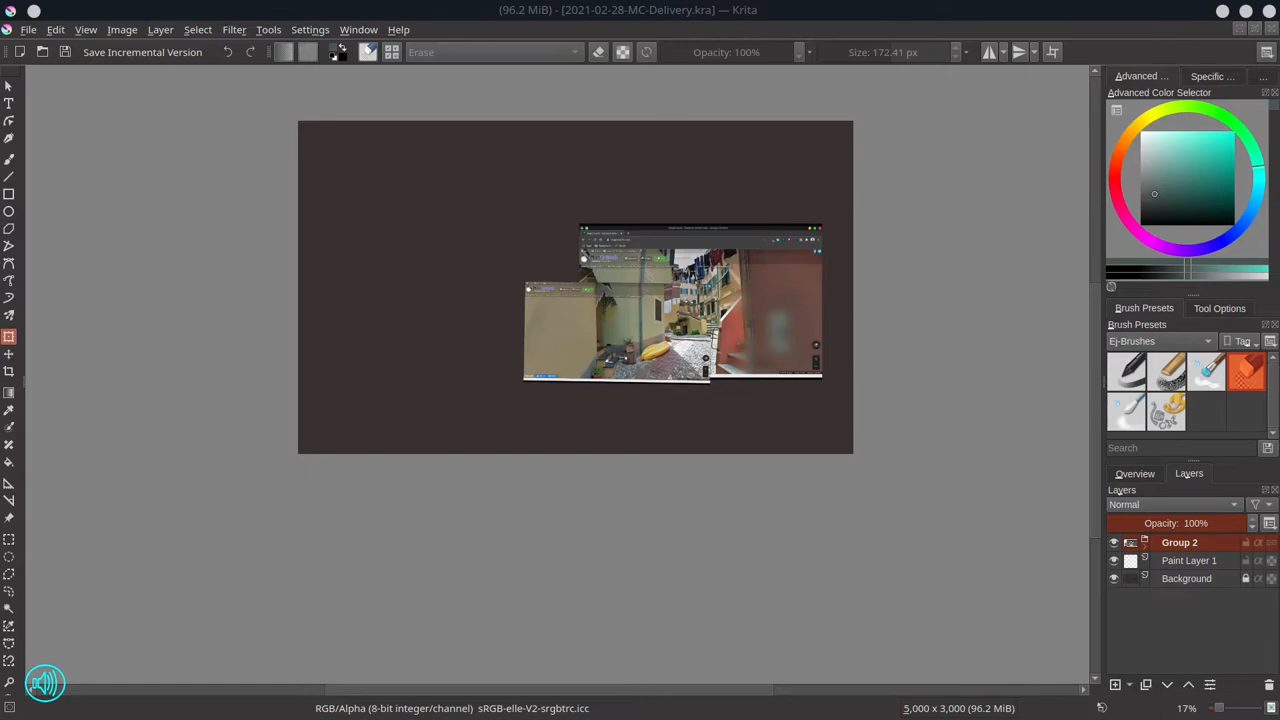 (96.2 MiB) - [2021-02-28-MC-Delivery.kra] — Krita
File Edit View Image Layer Select Filter Tools Settings Window Help
Save Incremental Version Erase Opacity: 100% Size: 172.41 px
Advanced ... Specific ... ...
Advanced Color Selector
Brush Presets Tool Options
Brush Presets
Ej-Brushes Tag
Search
Overview Layers
Layers
Normal
Opacity: 100%
Group 2
Paint Layer 1
Background
RGB/Alpha (8-bit integer/channel) sRGB-elle-V2-srgbtrc.icc 5,000 x 3,000 (96.2 MiB) 17%